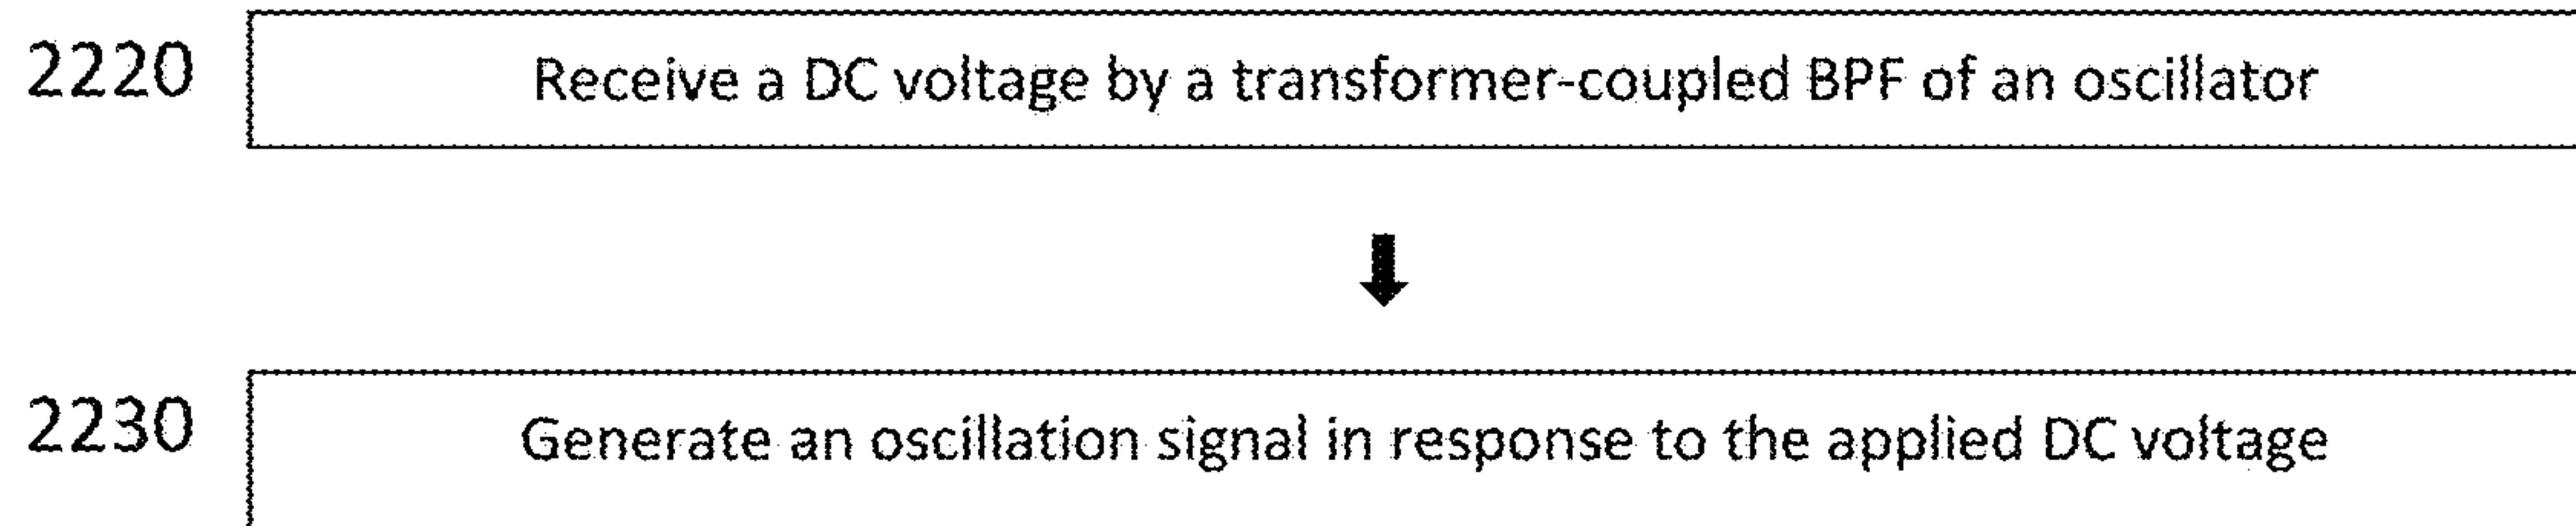 2220 Receive a DC voltage by a transformer-coupled BPF of an oscillator
2230 Generate an oscillation signal in response to the applied DC voltage